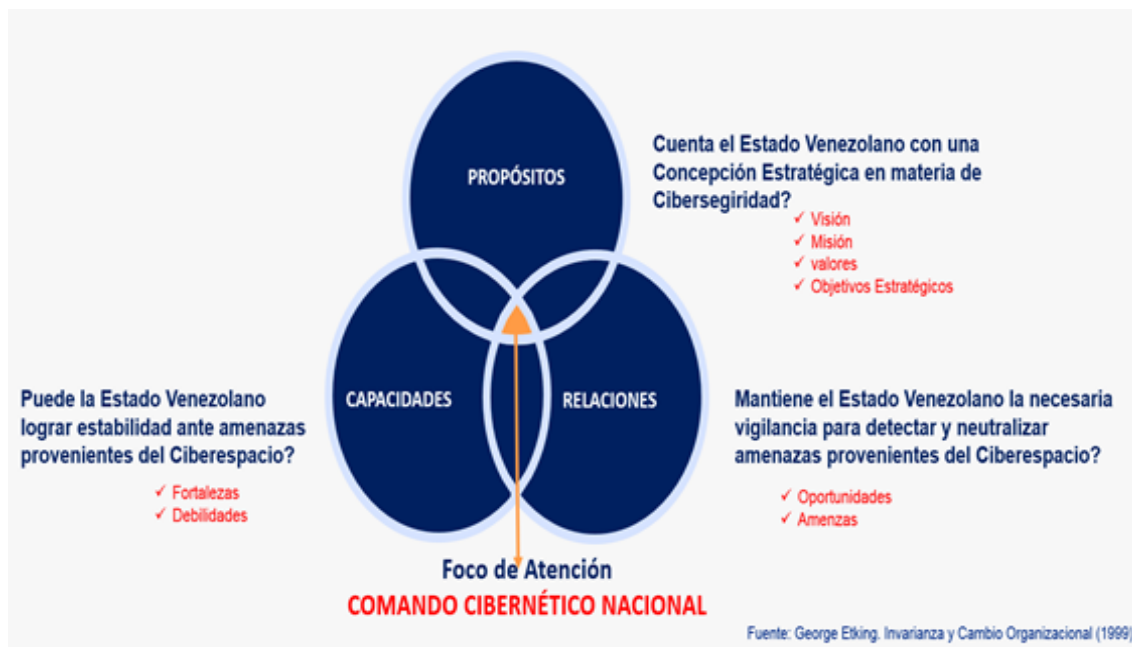 PROPÓSITOS
Cuenta el Estado Venezolano con una
Concepción Estratégica en materia de
Cibersegiridad?
✓ Visión
✓ Misión
✓ valores
✓ Objetivos Estratégicos
CAPACIDADES
RELACIONES
Puede la Estado Venezolano
lograr estabilidad ante amenazas
provenientes del Ciberespacio?
✓ Fortalezas
✓ Debilidades
Mantiene el Estado Venezolano la necesaria
vigilancia para detectar y neutralizar
amenazas provenientes del Ciberespacio?
✓ Oportunidades
✓ Amenzas
Foco de Atención
COMANDO CIBERNÉTICO NACIONAL
Fuente: George Etking. Invarianza y Cambio Organizacional (1999)